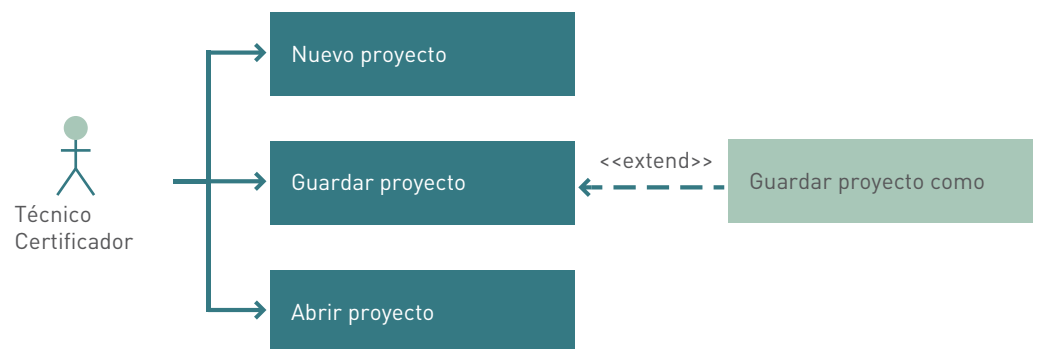 Nuevo proyecto
Técnico
Certificador
Guardar proyecto
<<extend>>
Guardar proyecto como
Abrir proyecto